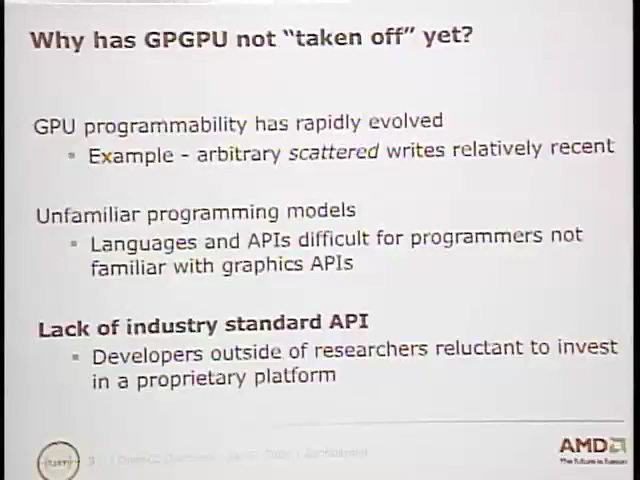 Why has GPGPU not “taken off” yet?
GPU programmability has rapidly evolved
Example – arbitrary scattered writes relatively recent
Unfamiliar programming models
Languages and APIs difficult for programmers not
familiar with graphics APIs
Lack of industry standard API
Developers outside of researchers reluctant to invest
in a proprietary platform
AMD
The future is fusion